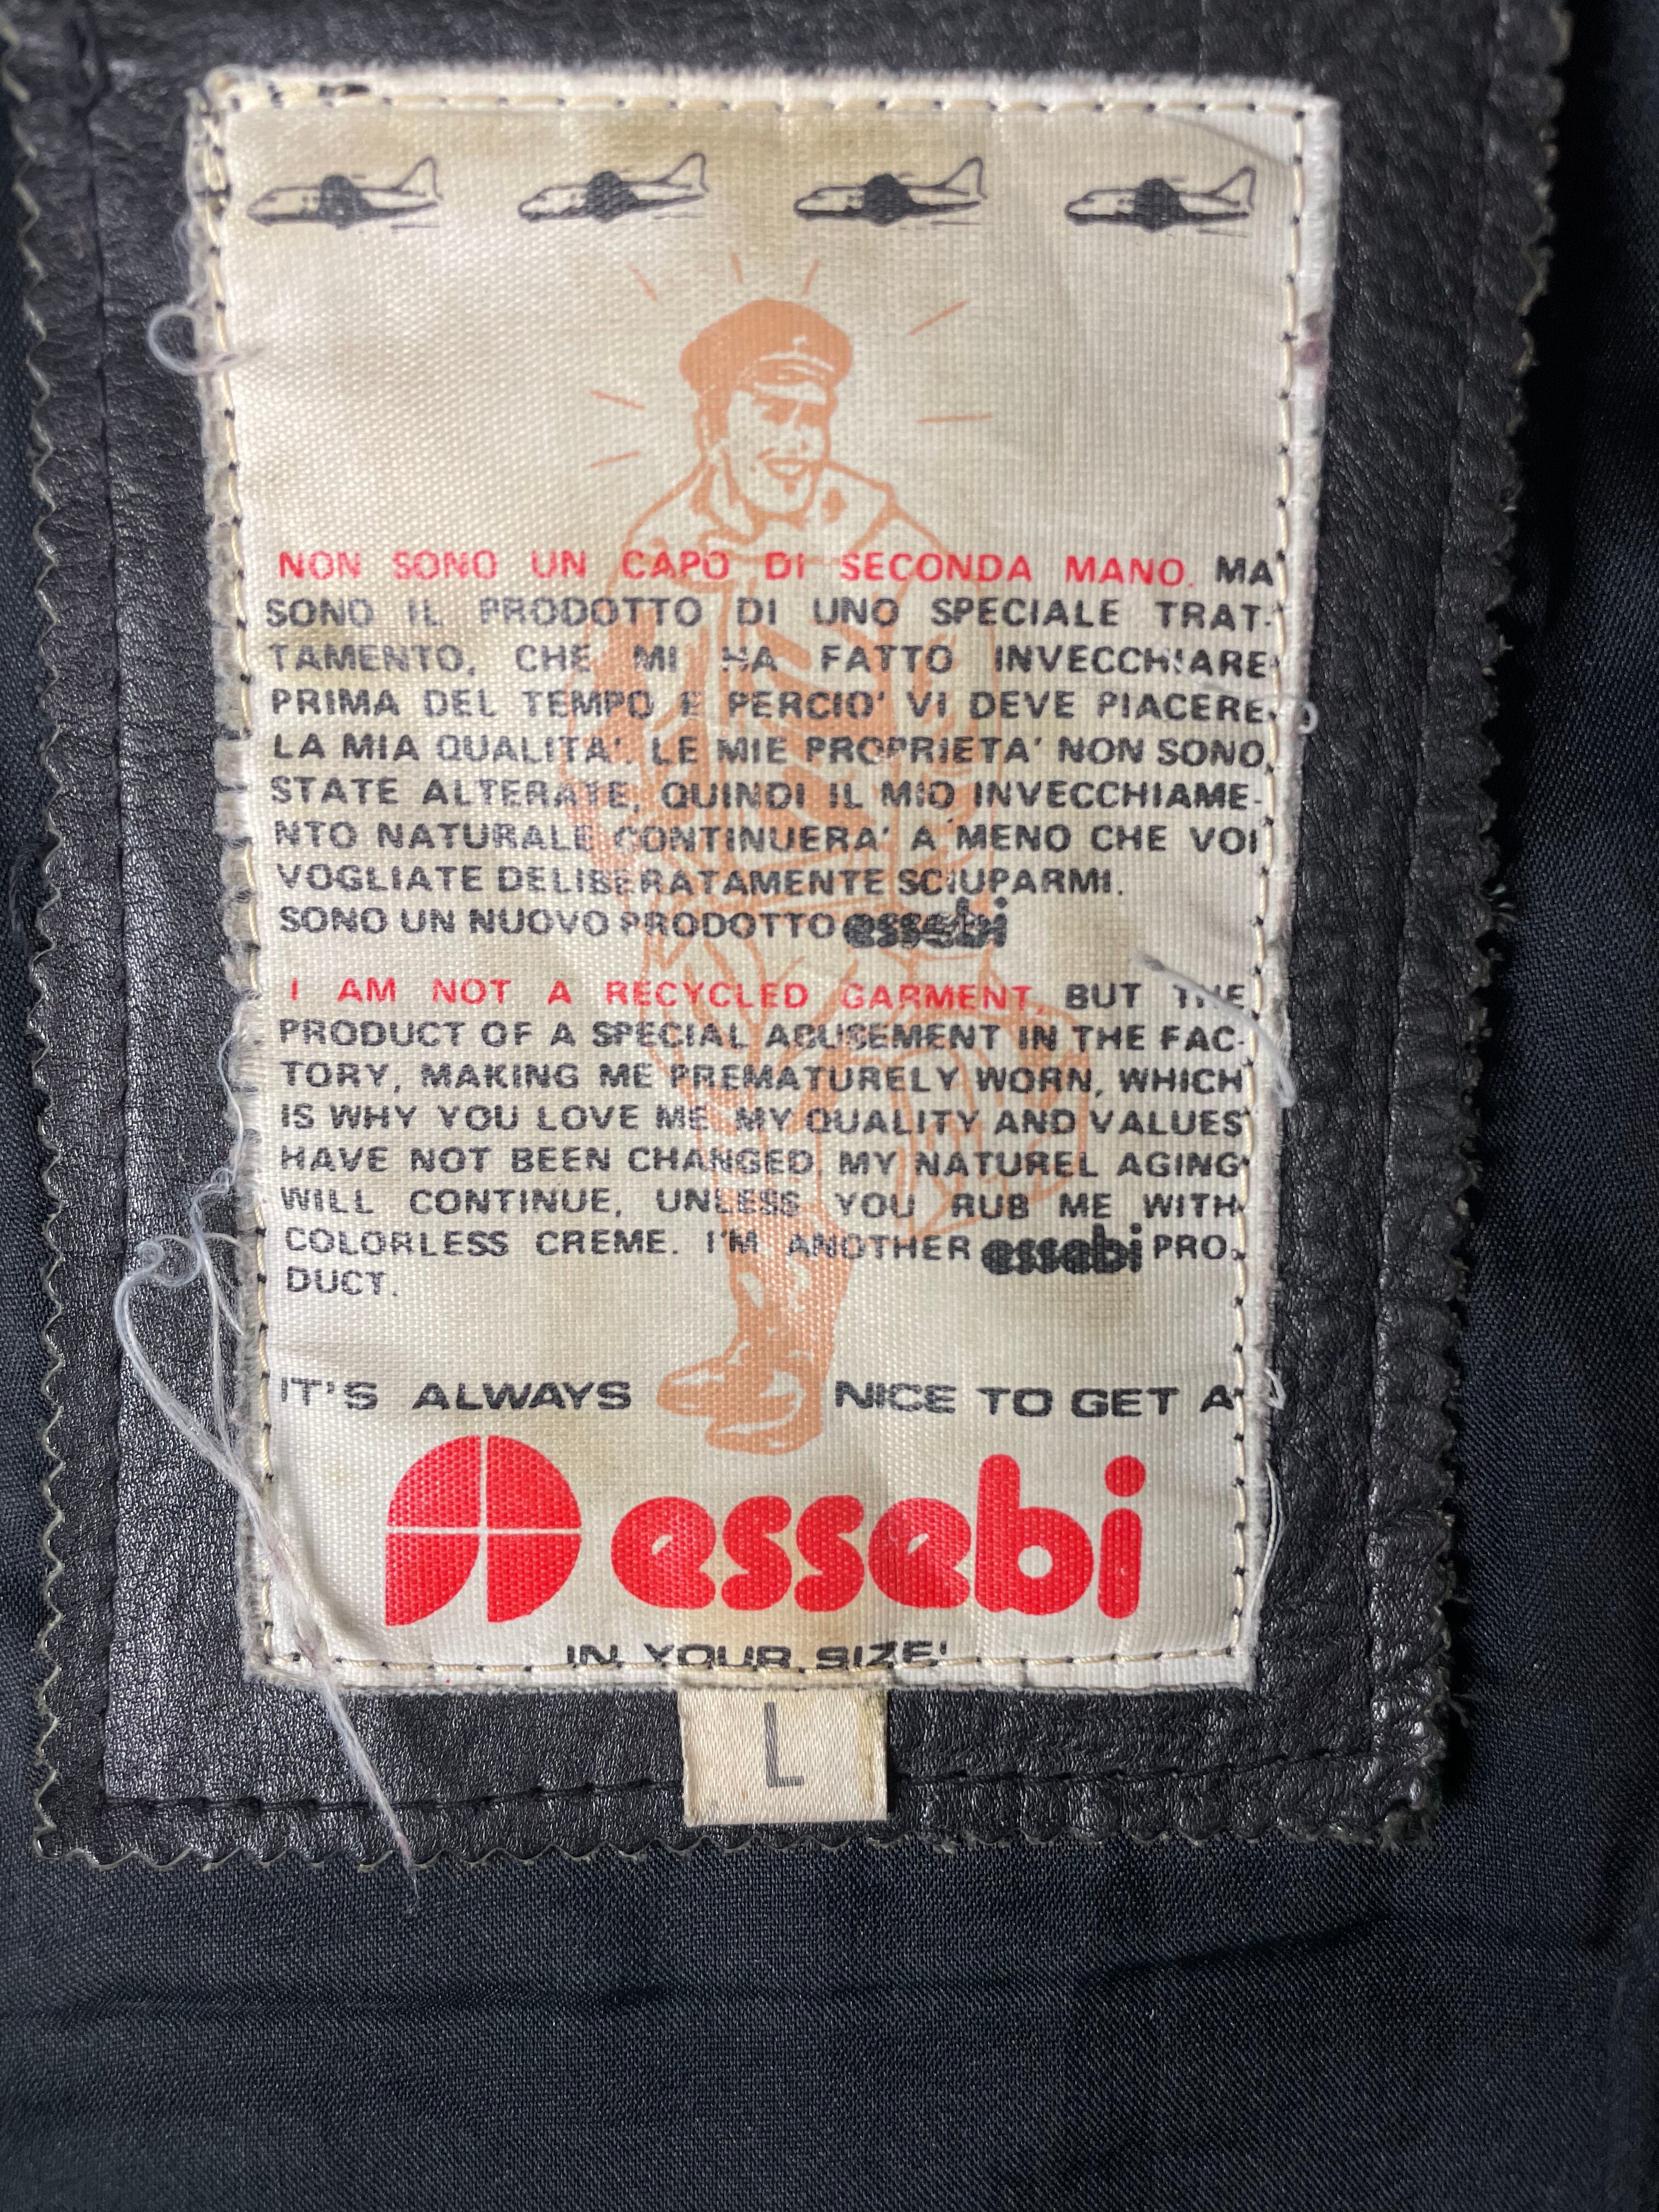 NON SONO UN CAPO DI SECONDA MANO. MA
SONO IL PRODOTTO DI UNO SPECIALE TRAT-
TAMENTO, CHE MI HA FATTO INVECCHIARE
PRIMA DEL TEMPO E PERCIO' VI DEVE PIACERE.
LA MIA QUALITA'. LE MIE PROPRIETA' NON SONO
STATE ALTERATE, QUINDI IL MIO INVECCHIAME-
NTO NATURALE CONTINUERA' A MENO CHE VOI
VOGLIATE DELIBERATAMENTE SCIUPARMI.
SONO UN NUOVO PRODOTTO essebi
I AM NOT A RECYCLED GARMENT, BUT THE
PRODUCT OF A SPECIAL ABUSEMENT IN THE FAC-
TORY, MAKING ME PREMATURELY WORN, WHICH
IS WHY YOU LOVE ME. MY QUALITY AND VALUES
HAVE NOT BEEN CHANGED. MY NATUREL AGING
WILL CONTINUE, UNLESS YOU RUB ME WITH
COLORLESS CREME. I'M ANOTHER essebi PRO-
DUCT.
IT'S ALWAYS NICE TO GET A
essebi
IN YOUR SIZE!
L